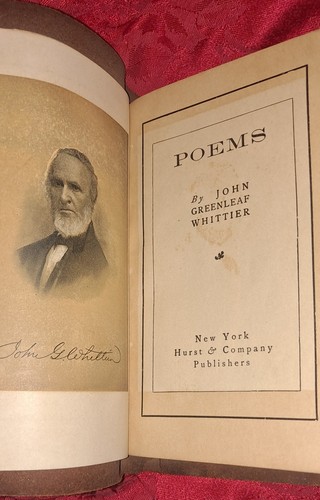 John G. Whittier
POEMS
By JOHN
GREENLEAF
WHITTIER
New York
Hurst & Company
Publishers